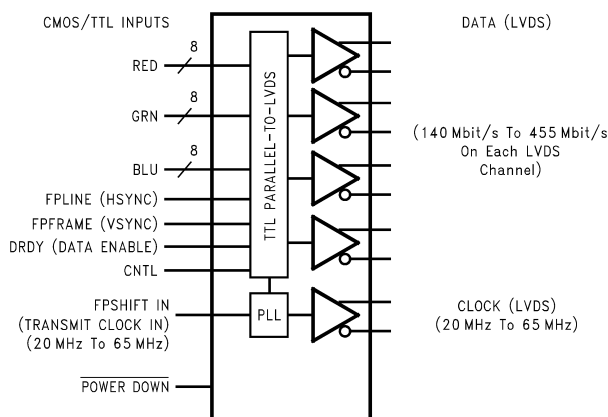 CMOS/TTL INPUTS
DATA (LVDS)
8
RED
8
GRN
8
BLU
FPLINE (HSYNC)
FPFRAME (VSYNC)
DRDY (DATA ENABLE)
CNTL
FPSHIFT IN
(TRANSMIT CLOCK IN)
(20 MHz To 65 MHz)
POWER DOWN
TTL PARALLEL-TO-LVDS
PLL
(140 Mbit/s To 455 Mbit/s
On Each LVDS
Channel)
CLOCK (LVDS)
(20 MHz To 65 MHz)